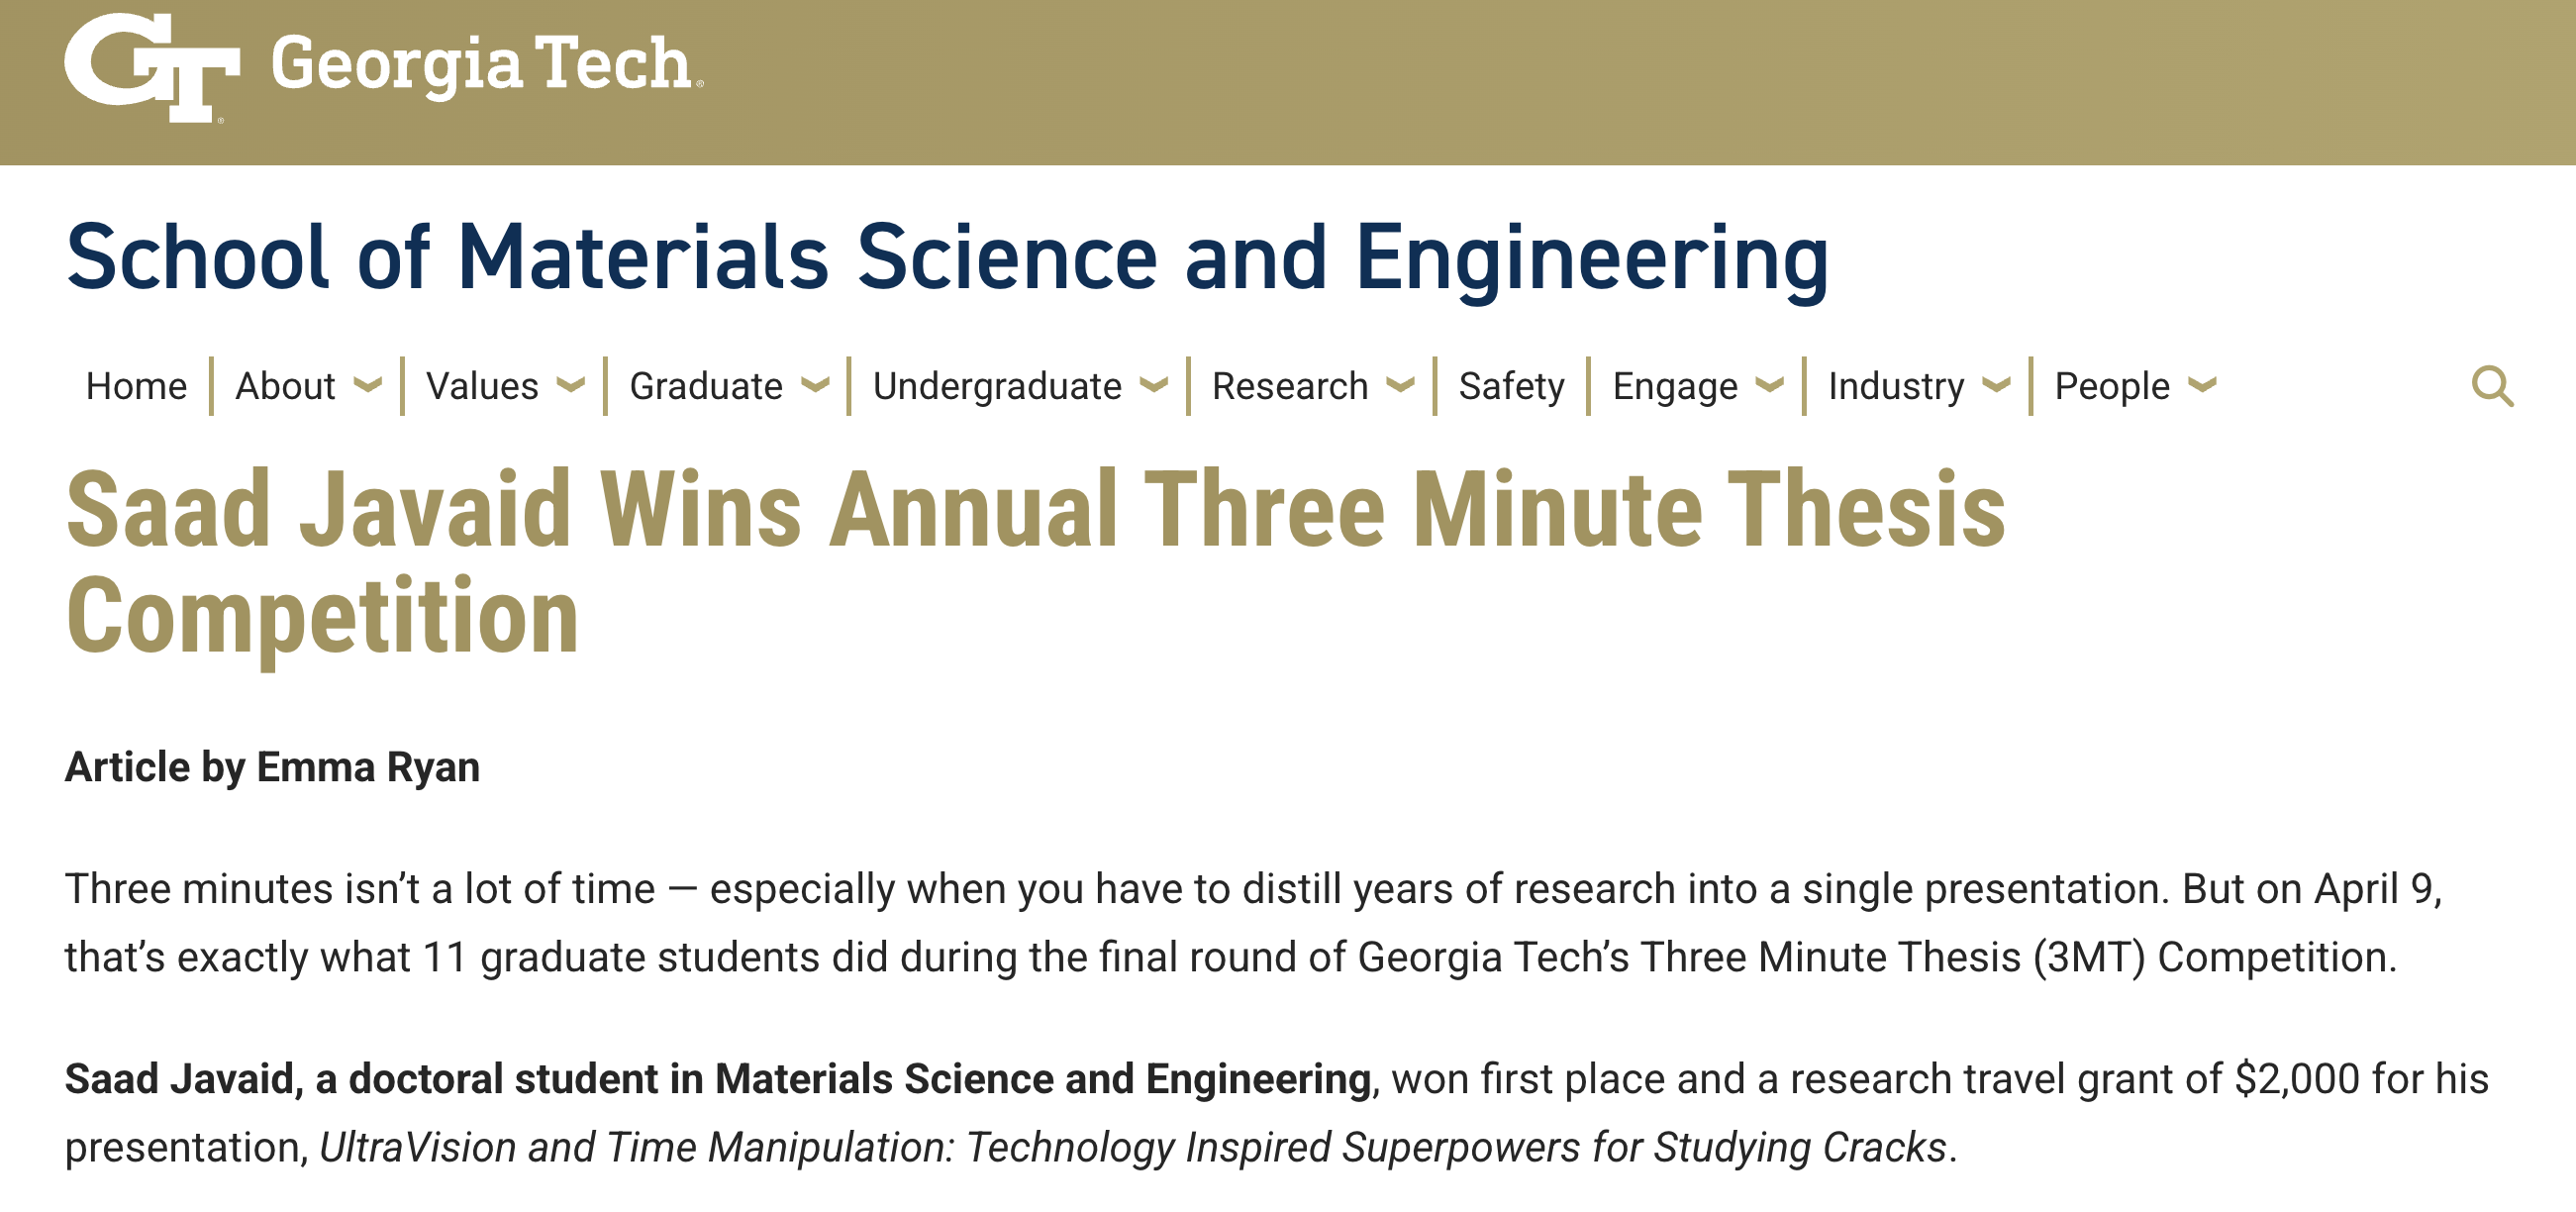 GT Georgia Tech®
School of Materials Science and Engineering
Home About Values Graduate Undergraduate Research Safety Engage Industry People
Saad Javaid Wins Annual Three Minute Thesis
Competition
Article by Emma Ryan
Three minutes isn’t a lot of time — especially when you have to distill years of research into a single presentation. But on April 9,
that’s exactly what 11 graduate students did during the final round of Georgia Tech’s Three Minute Thesis (3MT) Competition.
Saad Javaid, a doctoral student in Materials Science and Engineering, won first place and a research travel grant of $2,000 for his
presentation, UltraVision and Time Manipulation: Technology Inspired Superpowers for Studying Cracks.